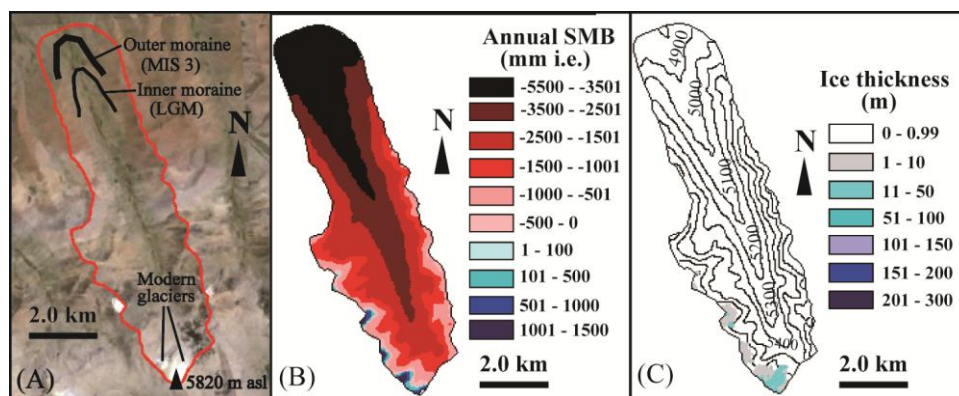 Outer moraine
(MIS 3)
Inner moraine
(LGM)
N
Modern
glaciers
2.0 km
5820 m asl
(A)
Annual SMB
(mm i.e.)
-5500 - -3501
-3500 - -2501
-2500 - -1501
-1500 - -1001
-1000 - -501
-500 - 0
1 - 100
101 - 500
501 - 1000
1001 - 1500
N
2.0 km
(B)
4900
5000
5100
5200
5300
5400
Ice thickness
(m)
0 - 0.99
1 - 10
11 - 50
51 - 100
101 - 150
151 - 200
201 - 300
N
2.0 km
(C)